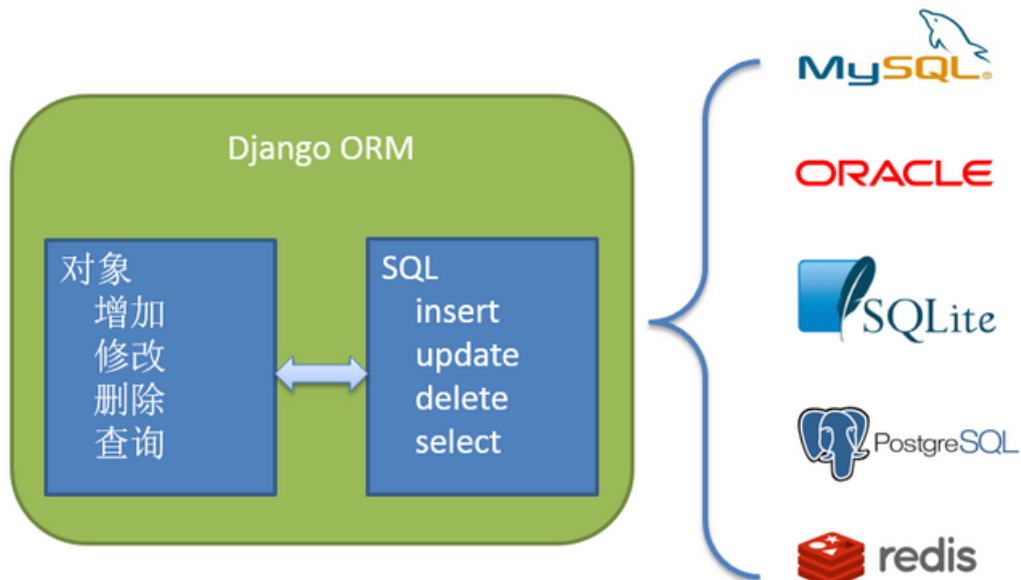 Django ORM
对象
增加
修改
删除
查询
SQL
insert
update
delete
select
MySQL®
ORACLE
SQLite
PostgreSQL
redis